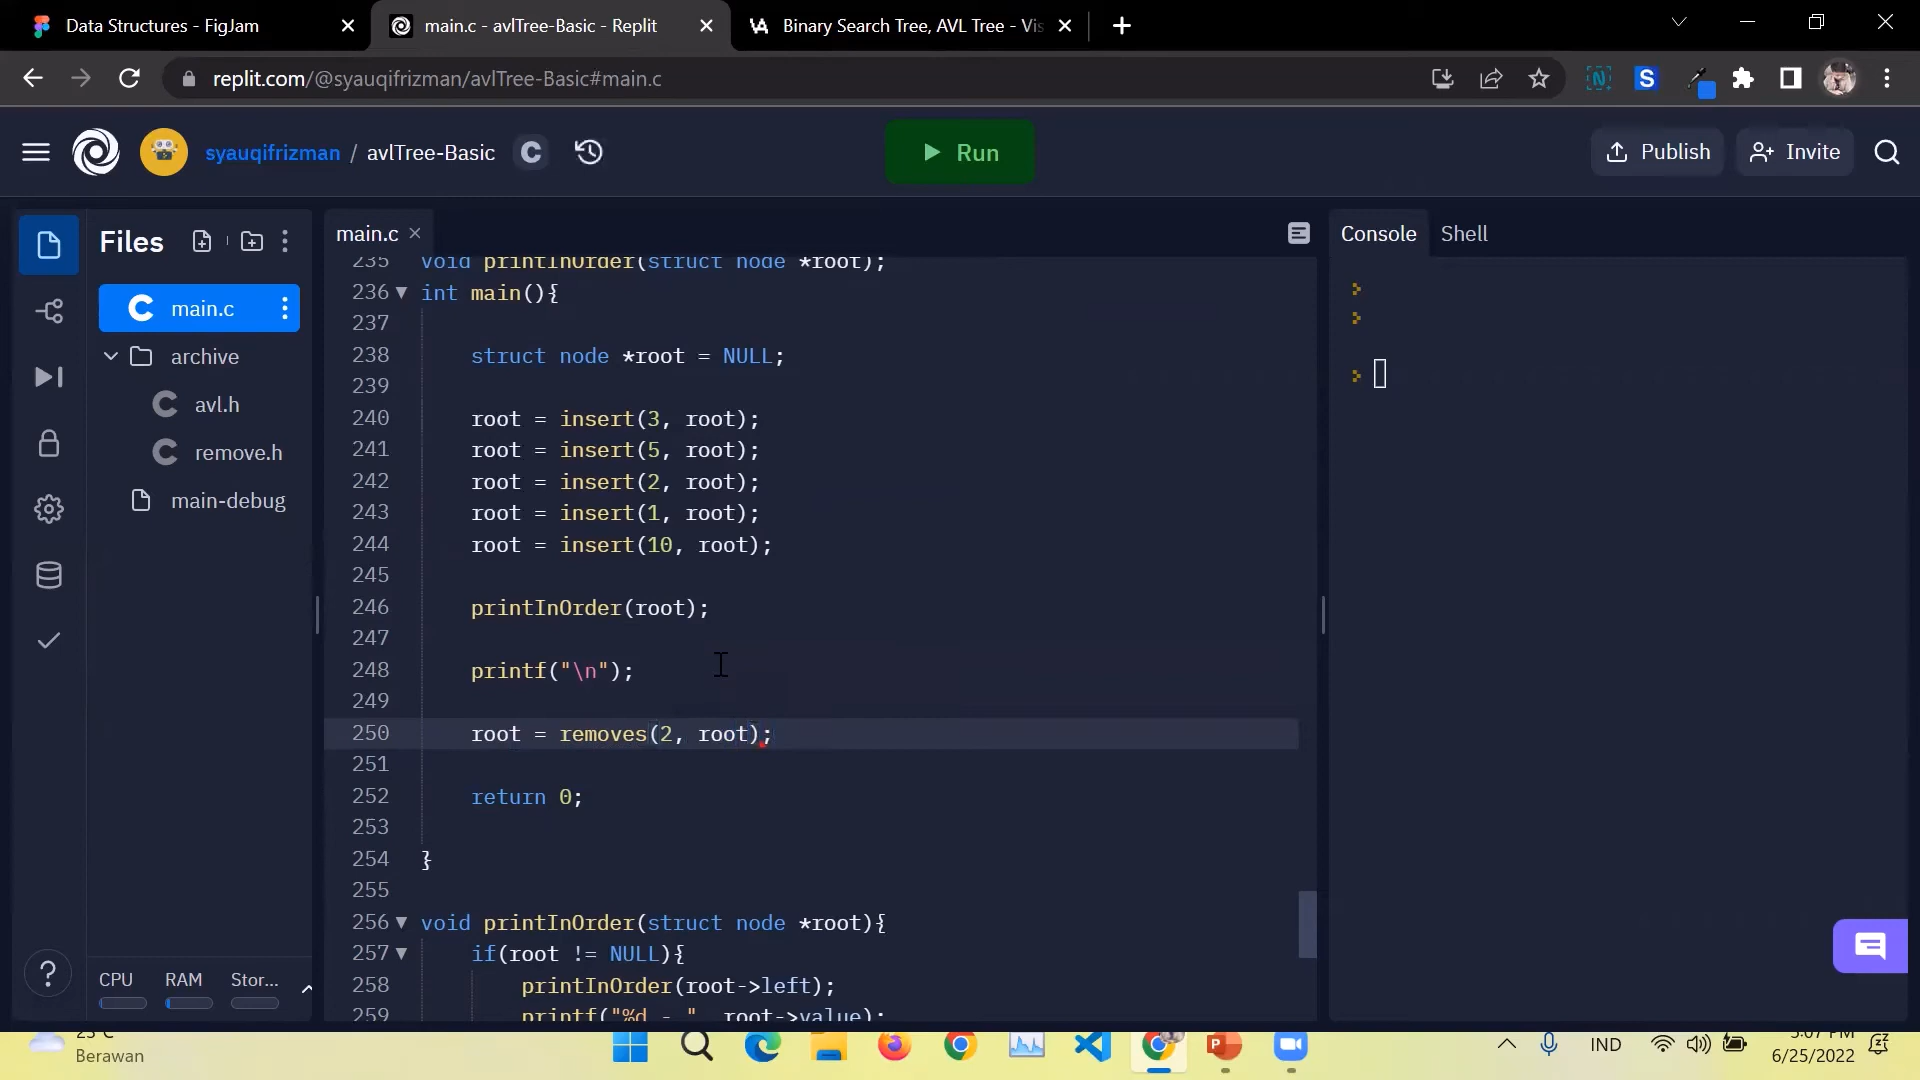 Data Structures - FigJam
main.c - avlTree-Basic - Replit
Binary Search Tree, AVL Tree - Vis
replit.com/@syauqifrizman/avlTree-Basic#main.c
syauqifrizman / avlTree-Basic
Run
Publish
Invite
Files
main.c
archive
avl.h
remove.h
main-debug
CPU
RAM
Stor...
main.c
235 void printInOrder(struct node *root);
236 int main(){
237
238 struct node *root = NULL;
239
240 root = insert(3, root);
241 root = insert(5, root);
242 root = insert(2, root);
243 root = insert(1, root);
244 root = insert(10, root);
245
246 printInOrder(root);
247
248 printf("\n");
249
250 root = removes(2, root);
251
252 return 0;
253
254 }
255
256 void printInOrder(struct node *root){
257 if(root != NULL){
258 printInOrder(root->left);
259 printf("%d - ", root->value);
Console
Shell
23°C
Berawan
IND
5:07 PM
6/25/2022